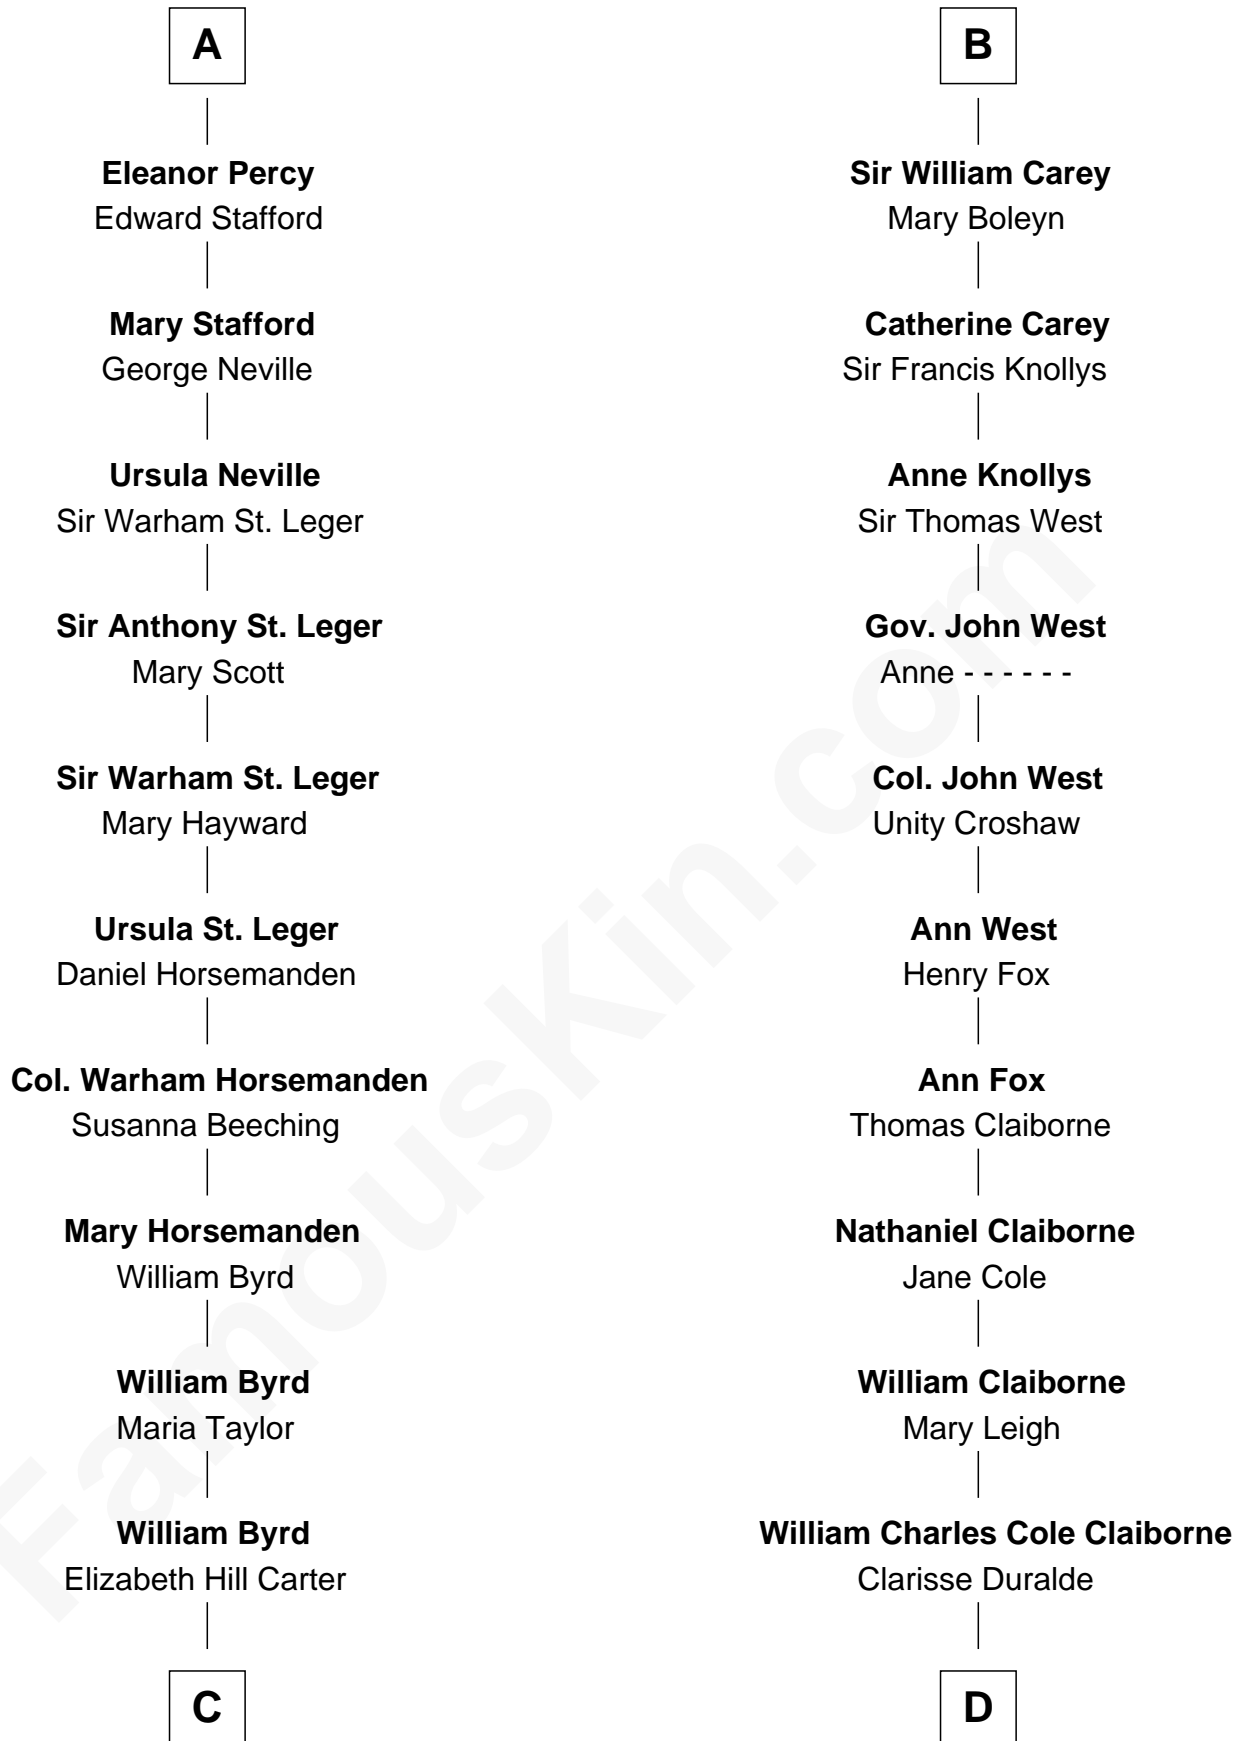 A
Eleanor Percy
Edward Stafford
Mary Stafford
George Neville
Ursula Neville
Sir Warham St. Leger
Sir Anthony St. Leger
Mary Scott
Sir Warham St. Leger
Mary Hayward
Ursula St. Leger
Daniel Horsemanden
Col. Warham Horsemanden
Susanna Beeching
Mary Horsemanden
William Byrd
William Byrd
Maria Taylor
William Byrd
Elizabeth Hill Carter
C
B
Sir William Carey
Mary Boleyn
Catherine Carey
Sir Francis Knollys
Anne Knollys
Sir Thomas West
Gov. John West
Anne - - - - - -
Col. John West
Unity Croshaw
Ann West
Henry Fox
Ann Fox
Thomas Claiborne
Nathaniel Claiborne
Jane Cole
William Claiborne
Mary Leigh
William Charles Cole Claiborne
Clarisse Duralde
D
FamousKin.com